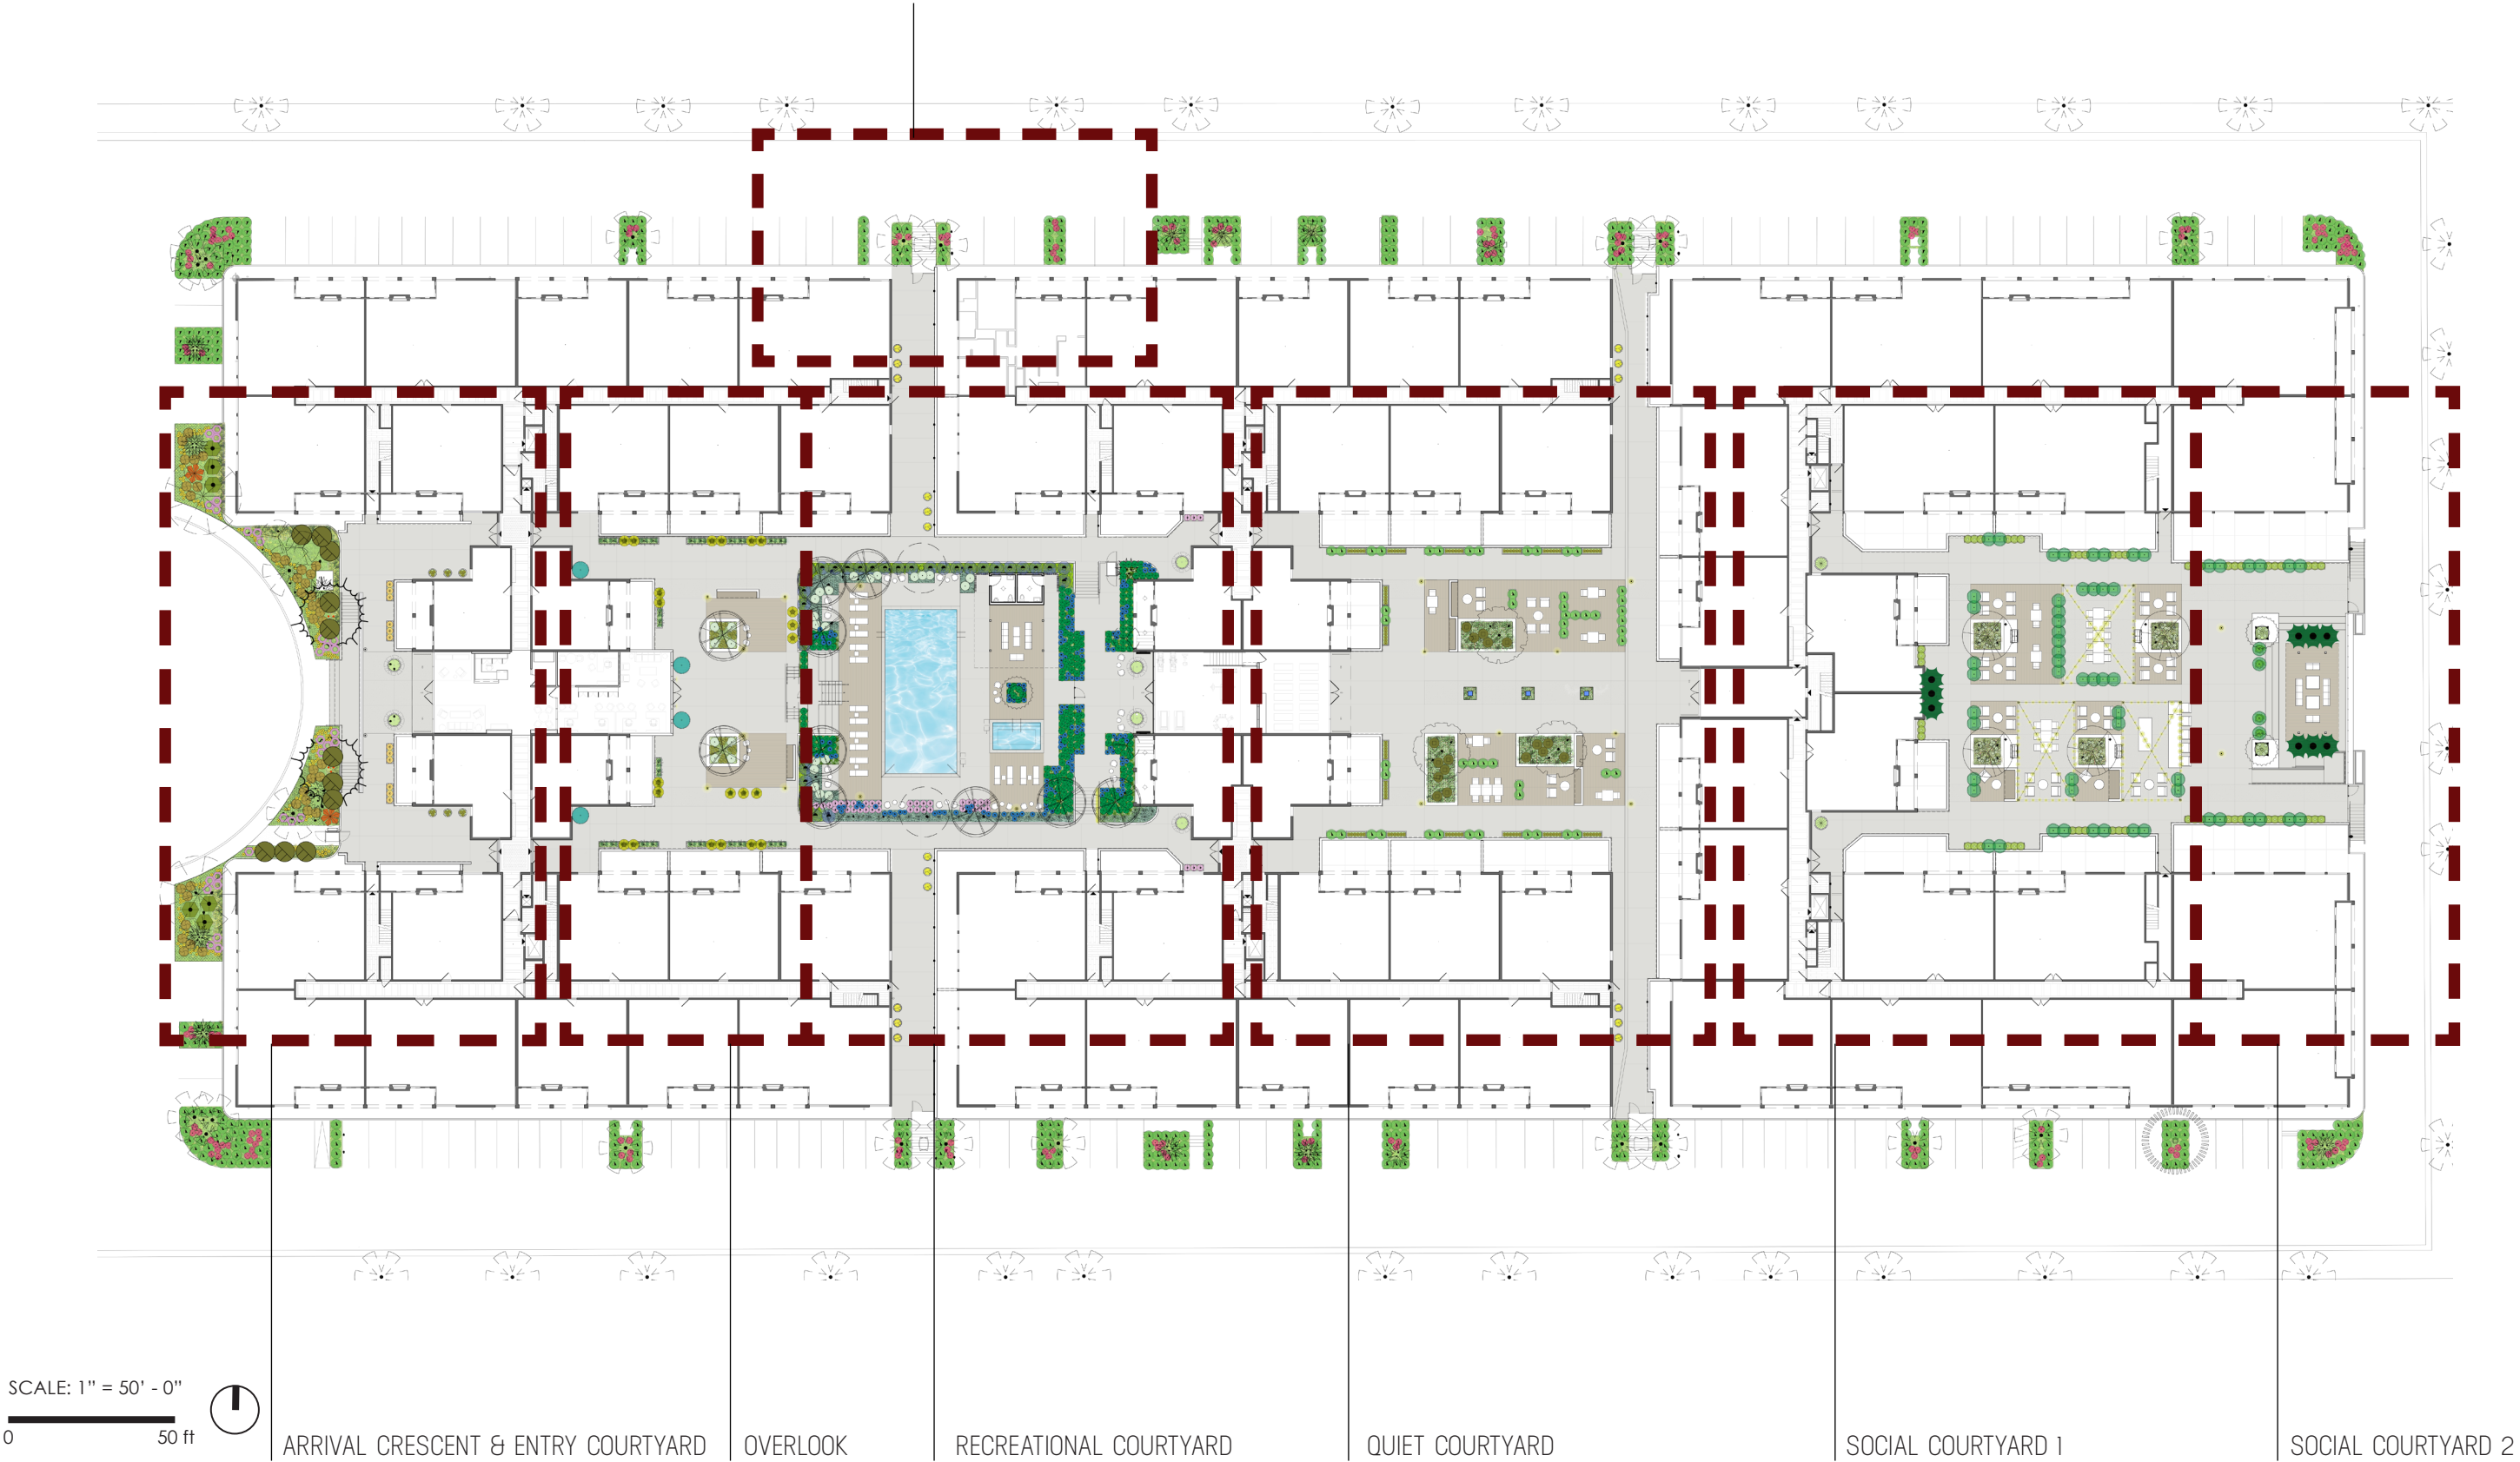 SCALE: 1" = 50' - 0"
0 50 ft
ARRIVAL CRESCENT & ENTRY COURTYARD
OVERLOOK
RECREATIONAL COURTYARD
QUIET COURTYARD
SOCIAL COURTYARD 1
SOCIAL COURTYARD 2